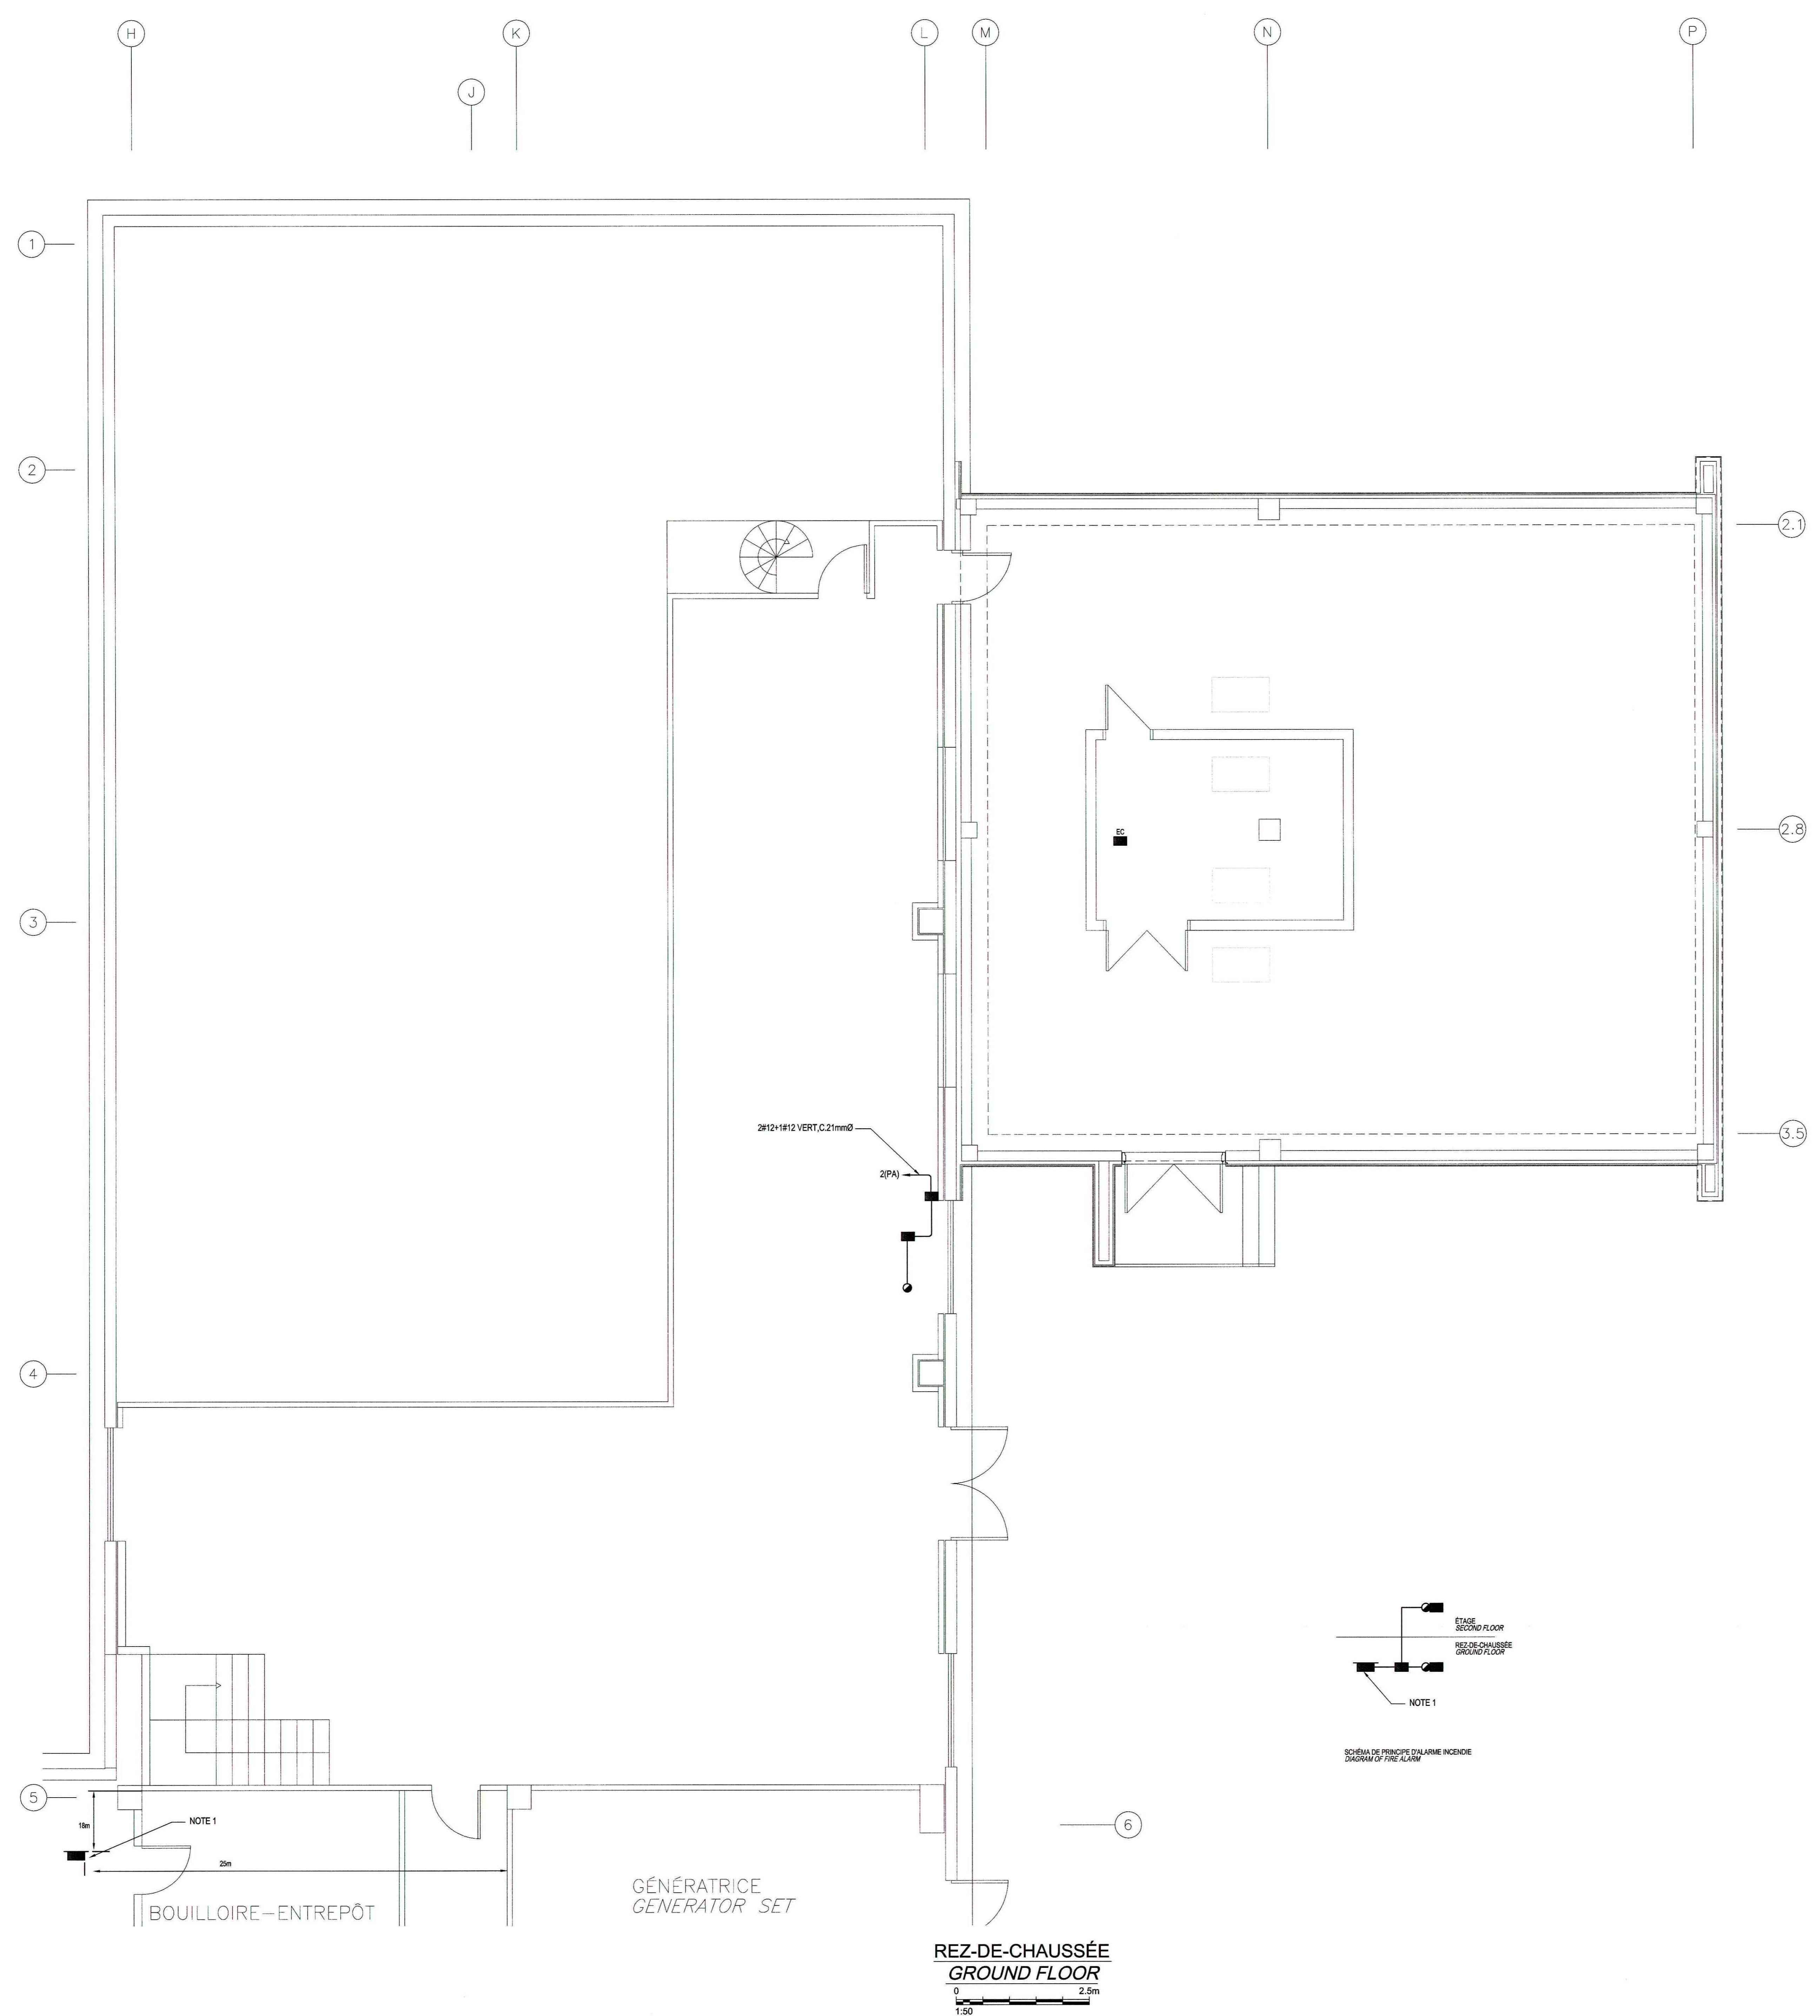 H
K
L
M
N
P
J
1
2
2.1
EC
2.8
3
2#12+1#12 VERT,C.21mmØ
3.5
2(PA)
4
ÉTAGE
SECOND FLOOR
REZ-DE-CHAUSSÉE
GROUND FLOOR
NOTE 1
SCHÉMA DE PRINCIPE D'ALARME INCENDIE
DIAGRAM OF FIRE ALARM
5
18m
NOTE 1
6
25m
GÉNÉRATRICE
GENERATOR SET
BOUILLOIRE-ENTREPÔT
REZ-DE-CHAUSSÉE
GROUND FLOOR
0 2.5m
1:50